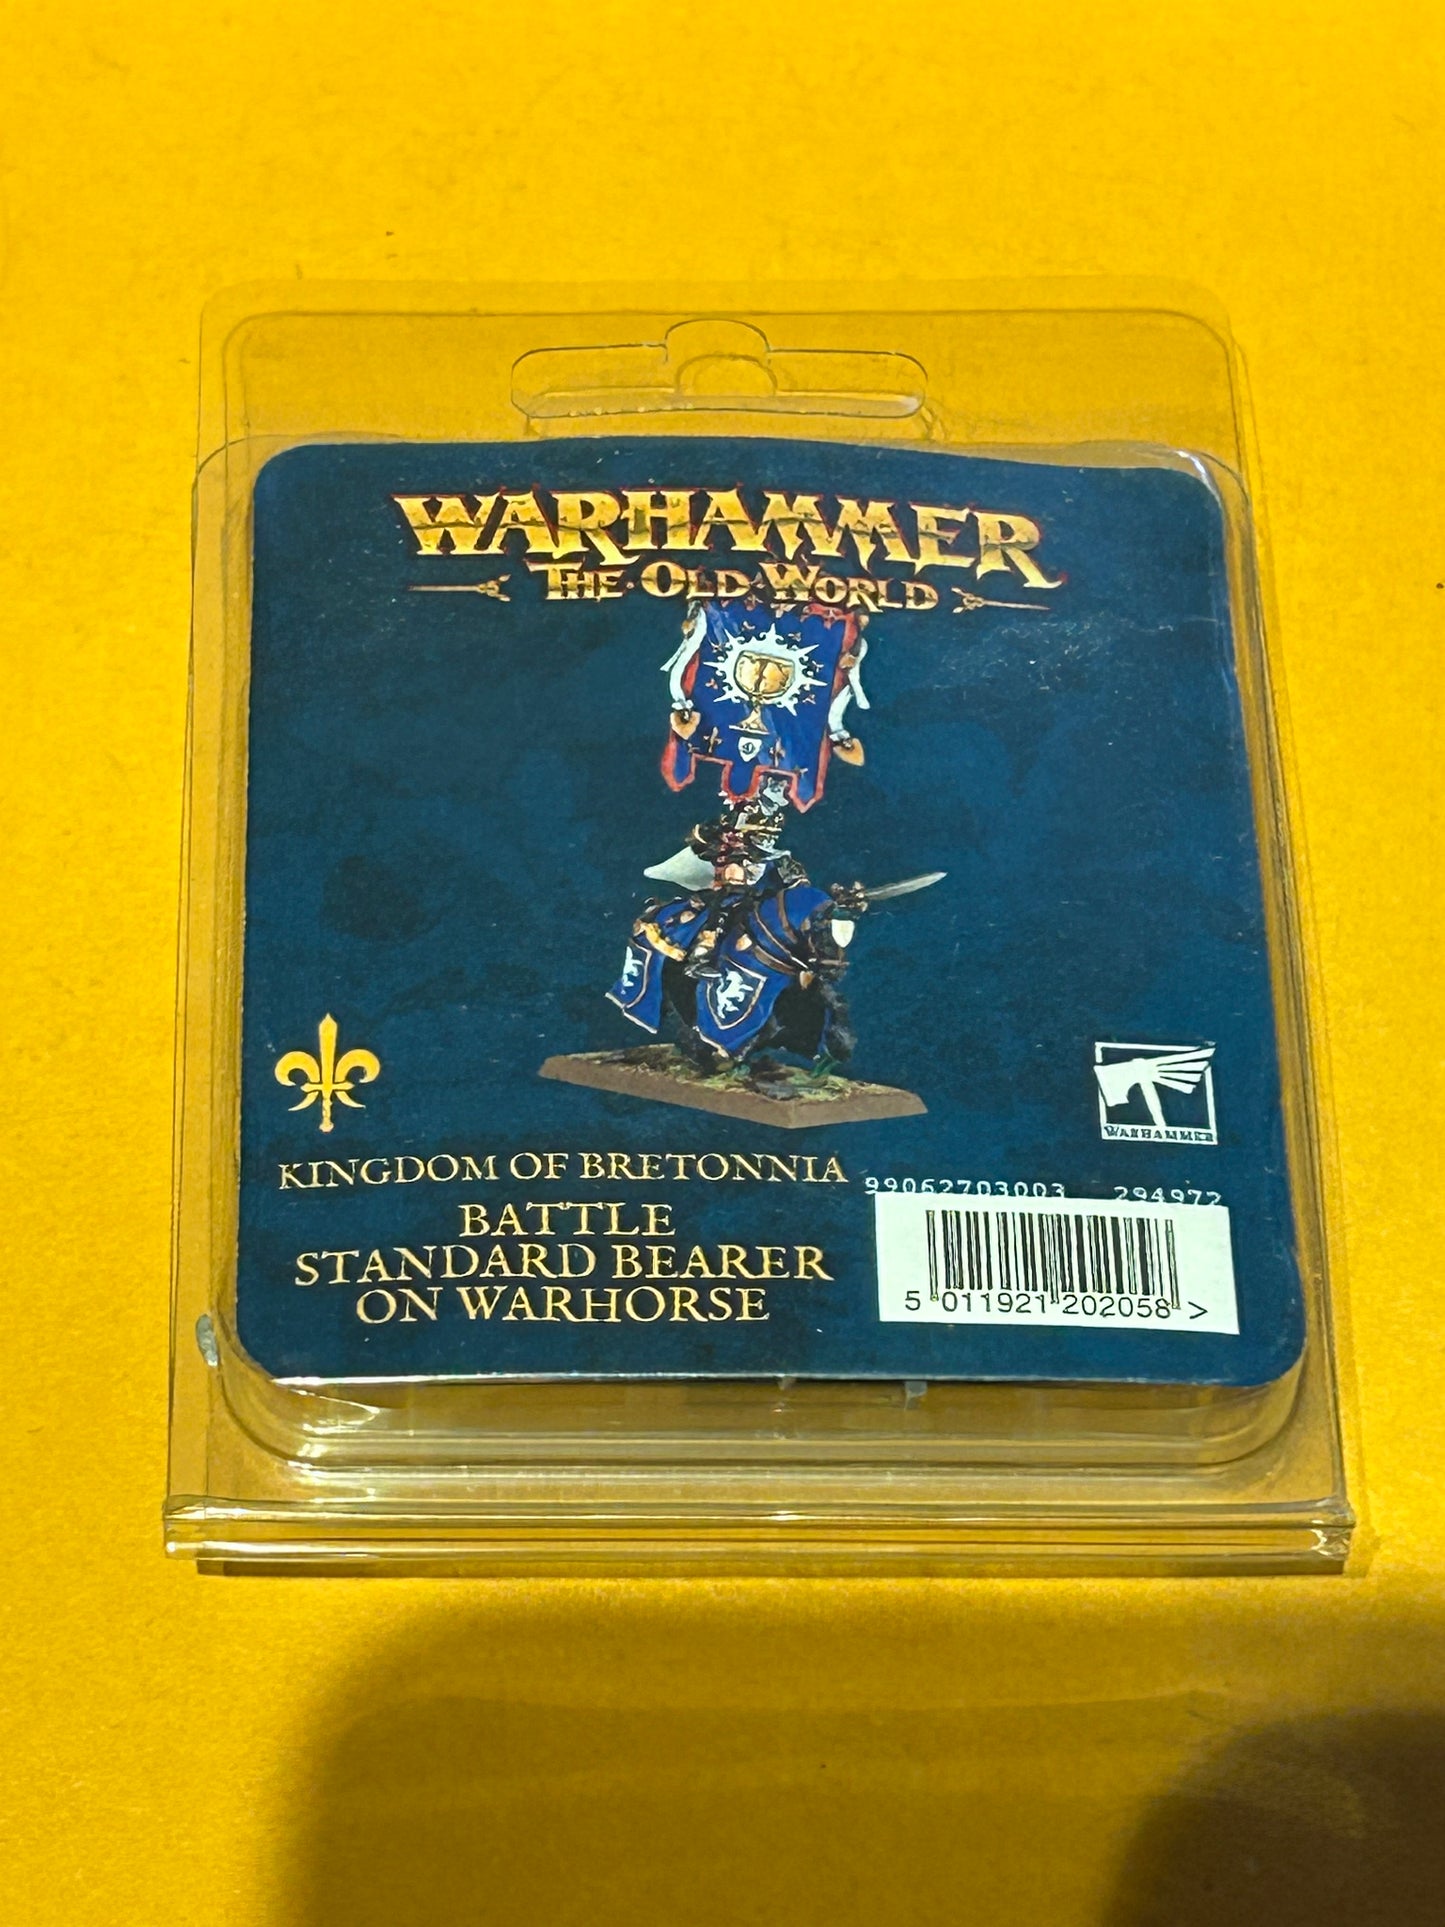 WARHAMMER
THE·OLD·WORLD
WARHAMMER
KINGDOM OF BRETONNIA
BATTLE
STANDARD BEARER
ON WARHORSE
99062703003 294972
5 011921 202058 >